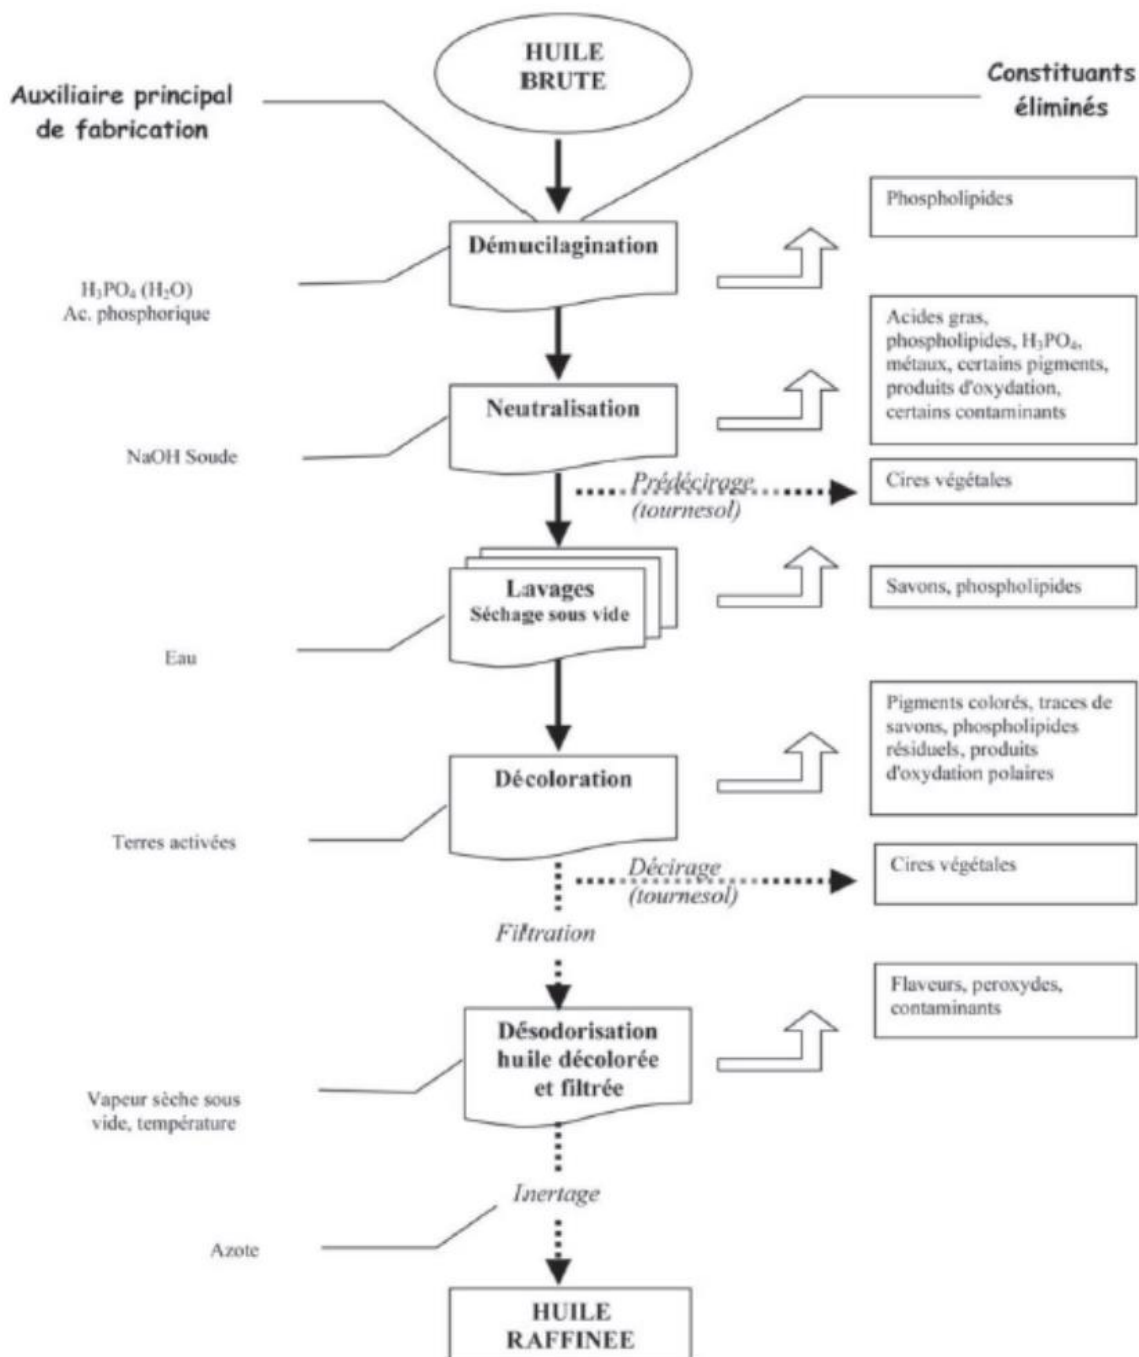 HUILE
BRUTE
Auxiliaire principal
de fabrication
Constituants
éliminés
Démucilagination
Phospholipides
H₃PO₄ (H₂O)
Ac. phosphorique
Neutralisation
Acides gras,
phospholipides, H₃PO₄,
métaux, certains pigments,
produits d'oxydation,
certains contaminants
NaOH Soude
Prédécirage
(tournesol)
Cires végétales
Lavages
Séchage sous vide
Savons, phospholipides
Eau
Décoloration
Pigments colorés, traces de
savons, phospholipides
résiduels, produits
d'oxydation polaires
Terres activées
Décirage
(tournesol)
Cires végétales
Filtration
Désodorisation
huile décolorée
et filtrée
Flaveurs, peroxydes,
contaminants
Vapeur sèche sous
vide, température
Inertage
Azote
HUILE
RAFFINEE